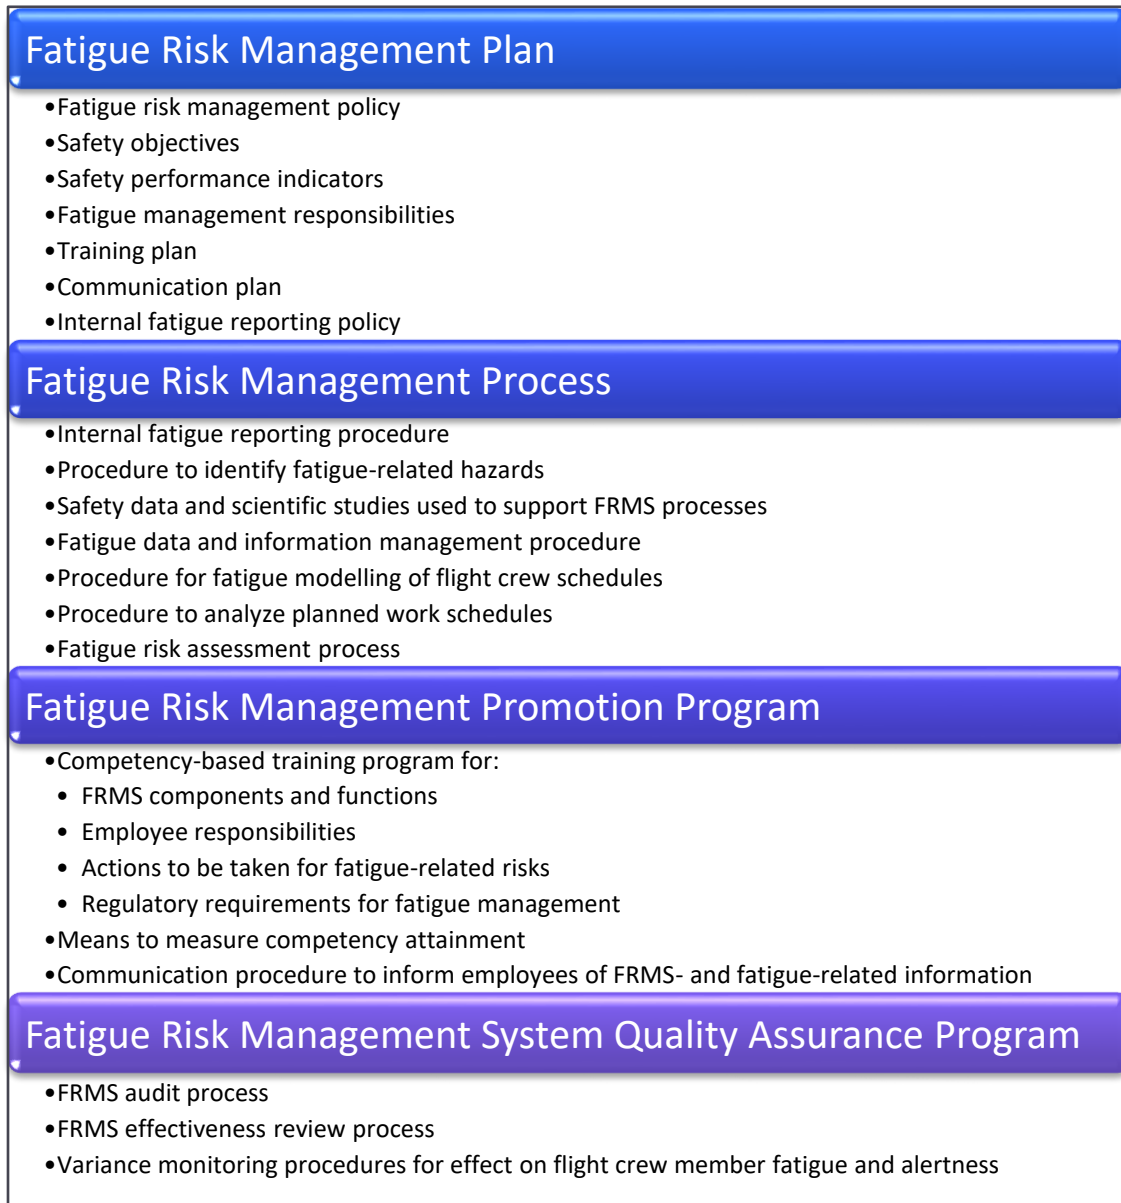 Fatigue Risk Management Plan
•Fatigue risk management policy
•Safety objectives
•Safety performance indicators
•Fatigue management responsibilities
•Training plan
•Communication plan
•Internal fatigue reporting policy
Fatigue Risk Management Process
•Internal fatigue reporting procedure
•Procedure to identify fatigue-related hazards
•Safety data and scientific studies used to support FRMS processes
•Fatigue data and information management procedure
•Procedure for fatigue modelling of flight crew schedules
•Procedure to analyze planned work schedules
•Fatigue risk assessment process
Fatigue Risk Management Promotion Program
•Competency-based training program for:
• FRMS components and functions
• Employee responsibilities
• Actions to be taken for fatigue-related risks
• Regulatory requirements for fatigue management
•Means to measure competency attainment
•Communication procedure to inform employees of FRMS- and fatigue-related information
Fatigue Risk Management System Quality Assurance Program
•FRMS audit process
•FRMS effectiveness review process
•Variance monitoring procedures for effect on flight crew member fatigue and alertness